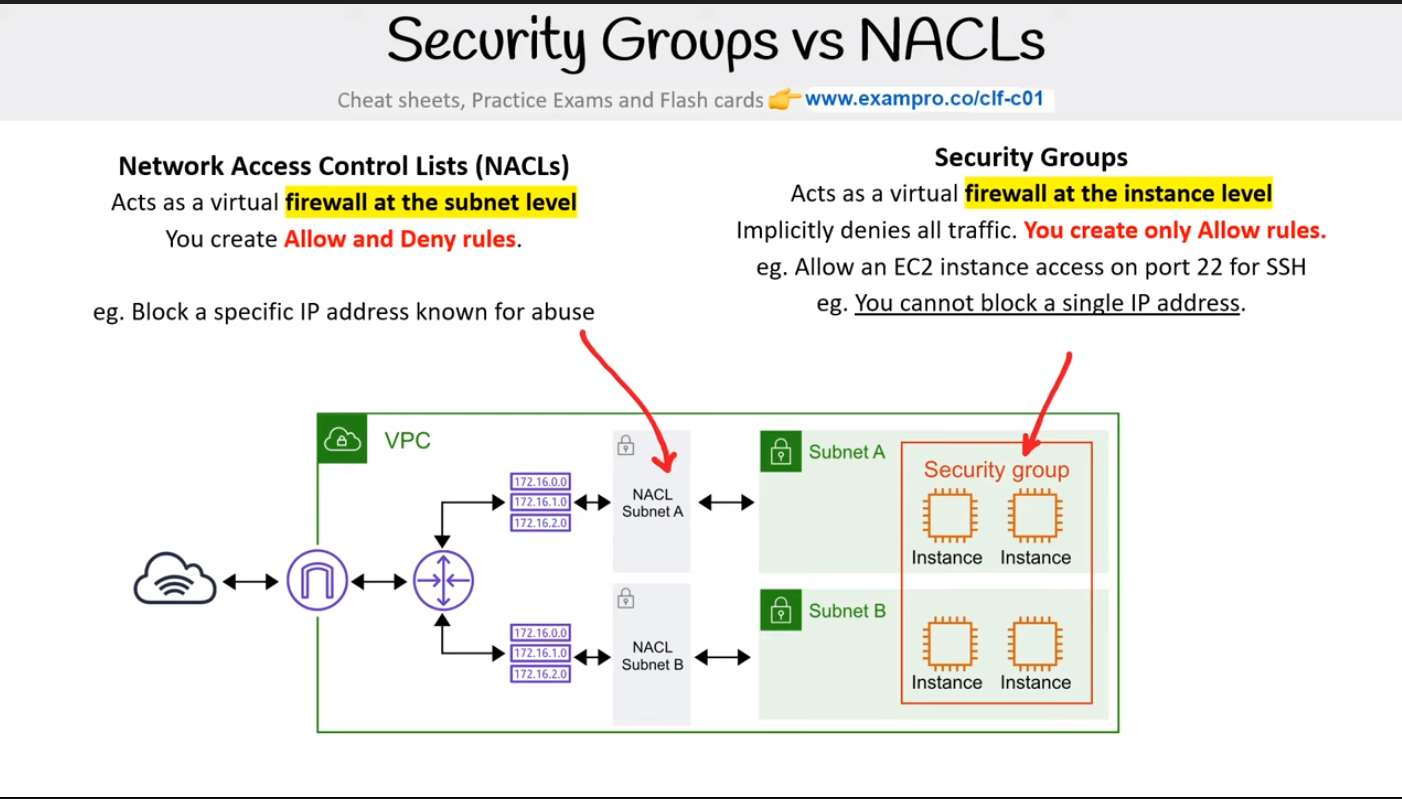 Security Groups vs NACLs
Cheat sheets, Practice Exams and Flash cards 👉 www.exampro.co/clf-c01
Network Access Control Lists (NACLs)
Acts as a virtual firewall at the subnet level
You create Allow and Deny rules.
eg. Block a specific IP address known for abuse
Security Groups
Acts as a virtual firewall at the instance level
Implicitly denies all traffic. You create only Allow rules.
eg. Allow an EC2 instance access on port 22 for SSH
eg. You cannot block a single IP address.
VPC
172.16.0.0
172.16.1.0
172.16.2.0
NACL
Subnet A
Subnet A
Security group
Instance Instance
172.16.0.0
172.16.1.0
172.16.2.0
NACL
Subnet B
Subnet B
Instance Instance